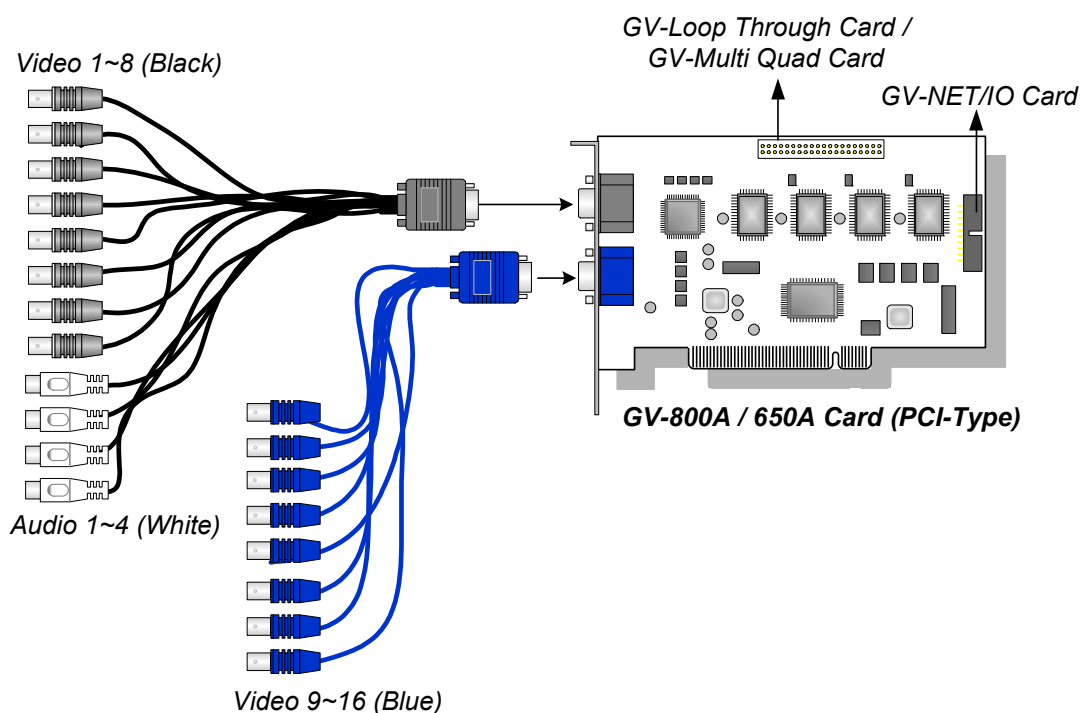 GV-Loop Through Card /
GV-Multi Quad Card
Video 1~8 (Black)
GV-NET/IO Card
GV-800A / 650A Card (PCI-Type)
Audio 1~4 (White)
Video 9~16 (Blue)